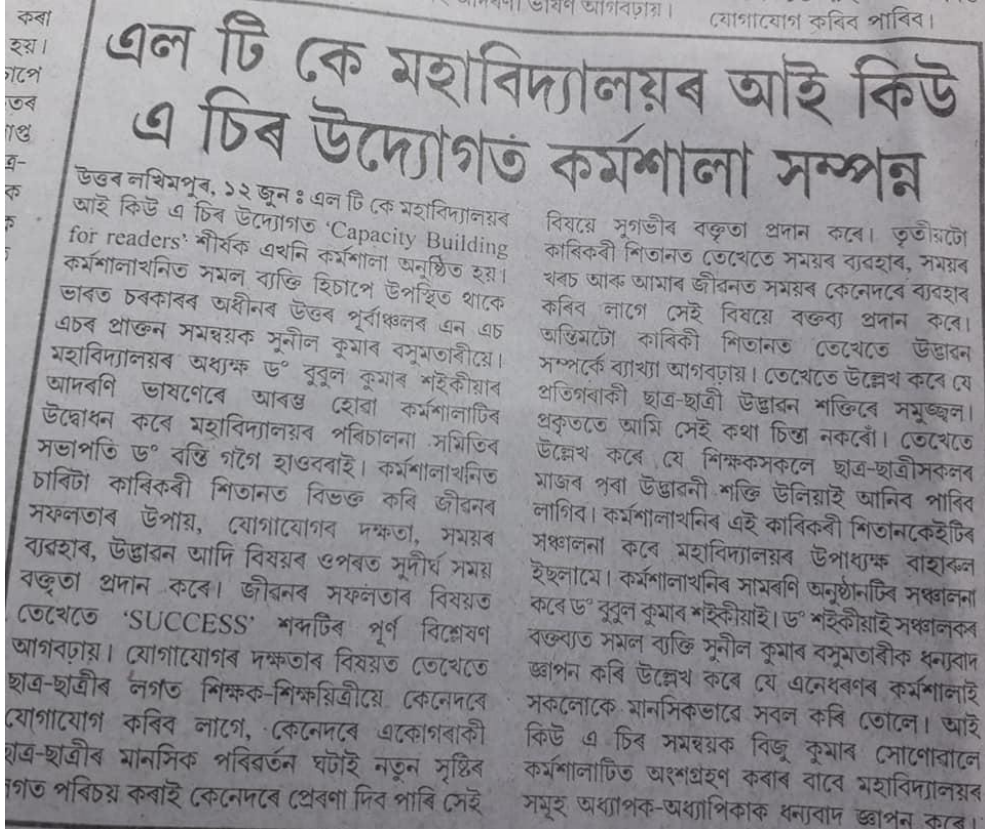 কৰা
হয়।
যোগাযোগ কৰিব পাৰিব।
এল টি কে মহাবিদ্যালয়ৰ আই কিউ
এ চিৰ উদ্যোগত কৰ্মশালা সম্পন্ন
উত্তৰ লখিমপুৰ, ১২ জুন : এল টি কে মহাবিদ্যালয়ৰ
আই কিউ এ চিৰ উদ্যোগত ‘Capacity Building
for readers’ শীৰ্ষক এখনি কৰ্মশালা অনুষ্ঠিত হয়।
কৰ্মশালাখনিত সমল ব্যক্তি হিচাপে উপস্থিত থাকে
ভাৰত চৰকাৰৰ অধীনৰ উত্তৰ পূৰ্বাঞ্চলৰ এন এচ
এচৰ প্ৰাক্তন সমন্বয়ক সুনীল কুমাৰ বসুমতাৰীয়ে।
মহাবিদ্যালয়ৰ অধ্যক্ষ ড° বুবুল কুমাৰ শইকীয়াৰ
আদৰণি ভাষণেৰে আৰম্ভ হোৱা কৰ্মশালাটিৰ
উদ্বোধন কৰে মহাবিদ্যালয়ৰ পৰিচালনা সমিতিৰ
সভাপতি ড° ৰন্তি গগৈ হাণ্ডবৰাই। কৰ্মশালাখনিত
চাৰিটা কাৰিকৰী শিতানত বিভক্ত কৰি জীৱনৰ
সফলতাৰ উপায়, যোগাযোগৰ দক্ষতা, সময়ৰ
ব্যৱহাৰ, উদ্ভাৱন আদি বিষয়ৰ ওপৰত সুদীৰ্ঘ সময়
বক্তৃতা প্ৰদান কৰে। জীৱনৰ সফলতাৰ বিষয়ত
তেখেতে ‘SUCCESS’ শব্দটিৰ পূৰ্ণ বিশ্লেষণ
আগবঢ়ায়। যোগাযোগৰ দক্ষতাৰ বিষয়ত তেখেতে
ছাত্ৰ-ছাত্ৰীৰ লগত শিক্ষক-শিক্ষয়িত্ৰীয়ে কেনেদৰে
যোগাযোগ কৰিব লাগে, কেনেদৰে একোগৰাকী
ছাত্ৰ-ছাত্ৰীৰ মানসিক পৰিৱৰ্তন ঘটাই নতুন সৃষ্টিৰ
লগত পৰিচয় কৰাই কেনেদৰে প্ৰেৰণা দিব পাৰি সেই
বিষয়ে সুগভীৰ বক্তৃতা প্ৰদান কৰে। তৃতীয়টো
কাৰিকৰী শিতানত তেখেতে সময়ৰ ব্যৱহাৰ, সময়ৰ
খৰচ আৰু আমাৰ জীৱনত সময়ৰ কেনেদৰে ব্যৱহাৰ
কৰিব লাগে সেই বিষয়ে বক্তব্য প্ৰদান কৰে।
অন্তিমটো কাৰিকী শিতানত তেখেতে উদ্ভাৱন
সম্পৰ্কে ব্যাখ্যা আগবঢ়ায়। তেখেতে উল্লেখ কৰে যে
প্ৰতিগৰাকী ছাত্ৰ-ছাত্ৰী উদ্ভাৱন শক্তিৰে সমুজ্জ্বল।
প্ৰকৃততে আমি সেই কথা চিন্তা নকৰোঁ। তেখেতে
উল্লেখ কৰে যে শিক্ষকসকলে ছাত্ৰ-ছাত্ৰীসকলৰ
মাজৰ পৰা উদ্ভাৱনী শক্তি উলিয়াই আনিব পাৰিব
লাগিব। কৰ্মশালাখনিৰ এই কাৰিকৰী শিতানকেইটিৰ
সঞ্চালনা কৰে মহাবিদ্যালয়ৰ উপাধ্যক্ষ বাহাৰুল
ইছলামে। কৰ্মশালাখনিৰ সামৰণি অনুষ্ঠানটিৰ সঞ্চালনা
কৰে ড° বুবুল কুমাৰ শইকীয়াই। ড° শইকীয়াই সঞ্চালকৰ
বক্তব্যত সমল ব্যক্তি সুনীল কুমাৰ বসুমতাৰীক ধন্যবাদ
জ্ঞাপন কৰি উল্লেখ কৰে যে এনেধৰণৰ কৰ্মশালাই
সকলোকে মানসিকভাৱে সবল কৰি তোলে। আই
কিউ এ চিৰ সমন্বয়ক বিজু কুমাৰ সোণোৱালে
কৰ্মশালাটিত অংশগ্ৰহণ কৰাৰ বাবে মহাবিদ্যালয়ৰ
সমূহ অধ্যাপক-অধ্যাপিকাক ধন্যবাদ জ্ঞাপন কৰে।